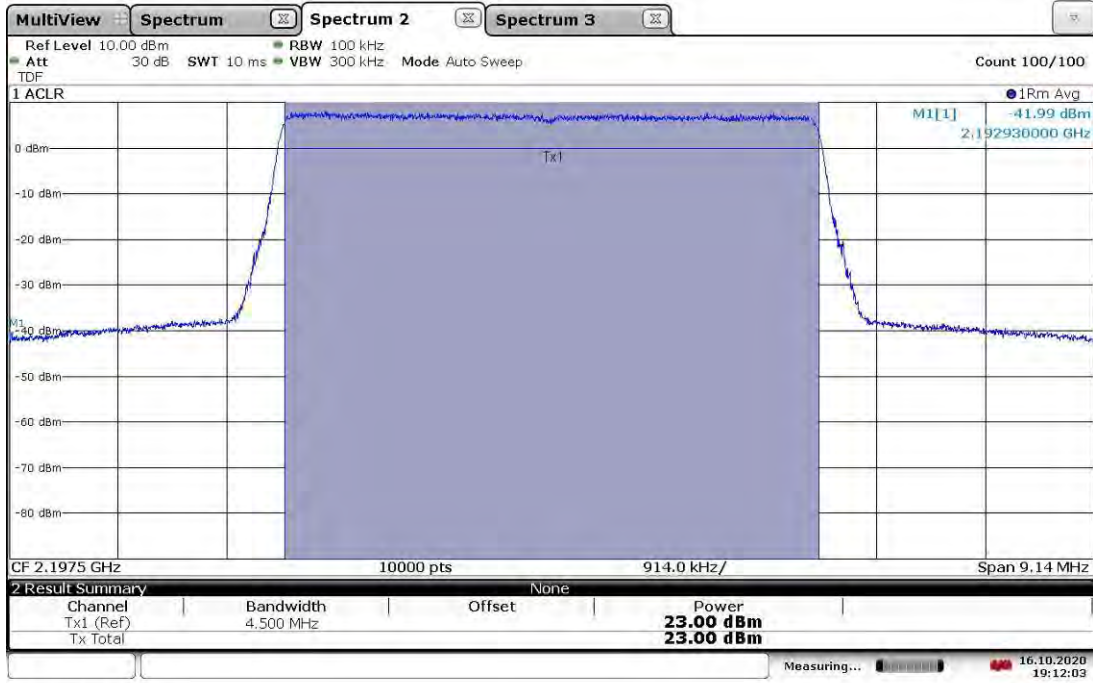 MultiView Spectrum Spectrum 2 Spectrum 3
Ref Level 10.00 dBm RBW 100 kHz
Att 30 dB SWT 10 ms VBW 300 kHz Mode Auto Sweep Count 100/100
TDF
1 ACLR 1Rm Avg
M1[1] -41.99 dBm
2.192930000 GHz
0 dBm
Tx1
-10 dBm
-20 dBm
-30 dBm
M1
-40 dBm
-50 dBm
-60 dBm
-70 dBm
-80 dBm
CF 2.1975 GHz 10000 pts 914.0 kHz/ Span 9.14 MHz
2 Result Summary None
Channel Bandwidth Offset Power
Tx1 (Ref) 4.500 MHz 23.00 dBm
Tx Total 23.00 dBm
Measuring... 16.10.2020
19:12:03